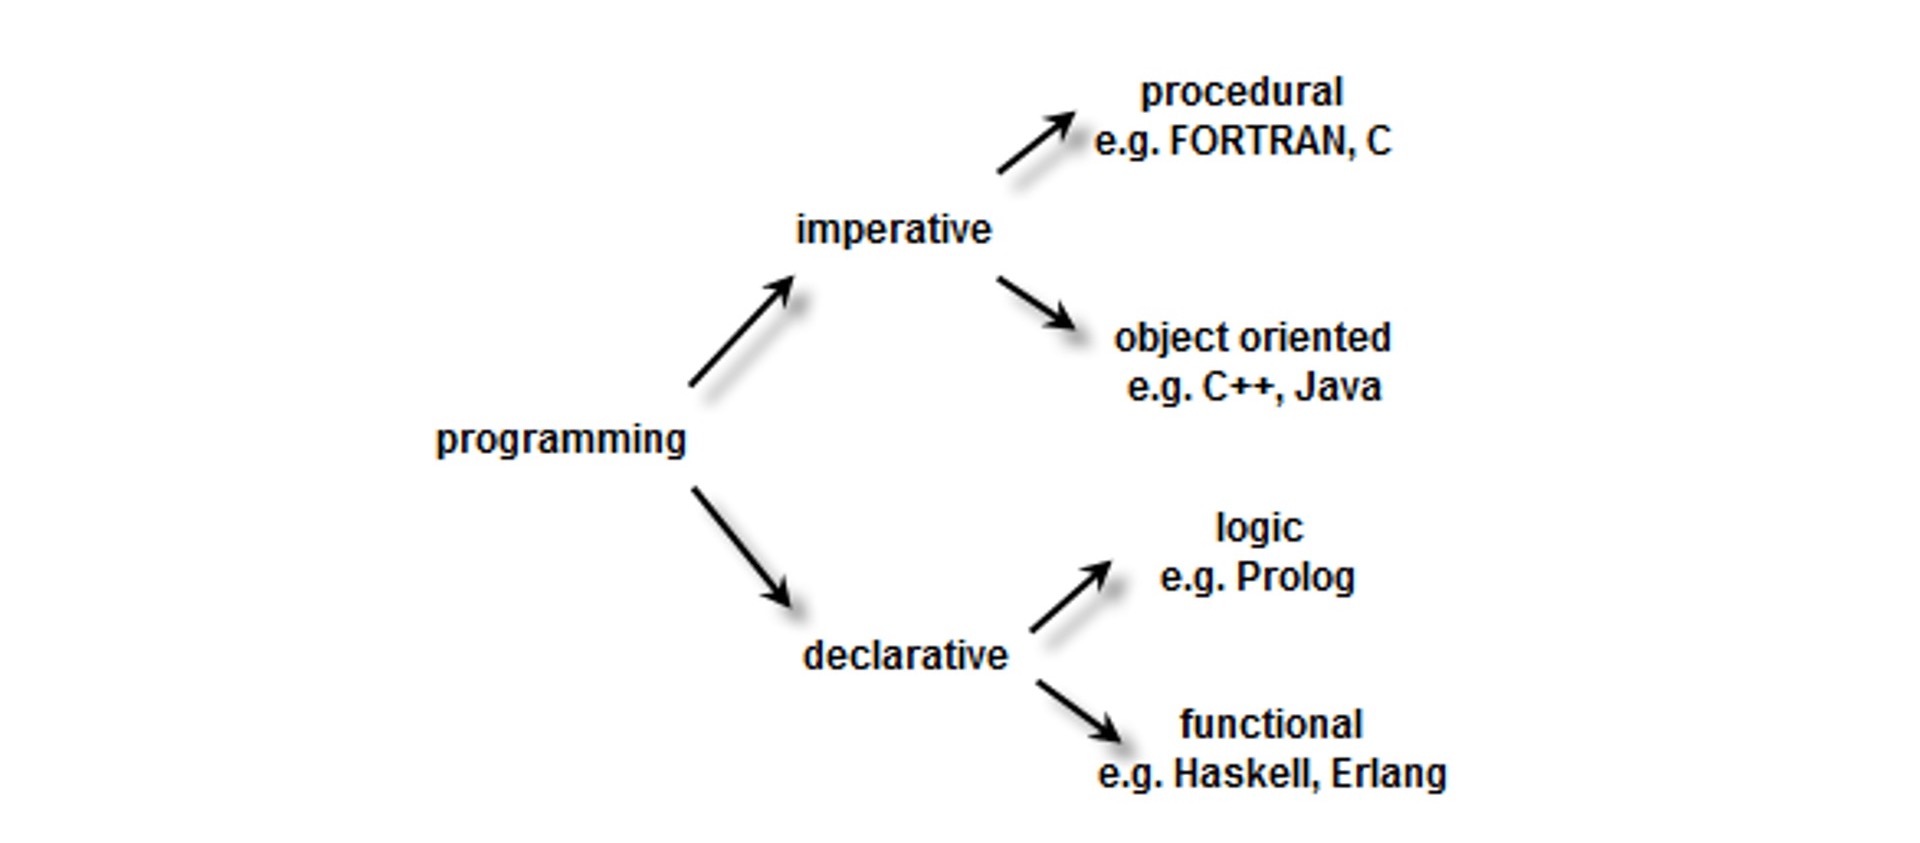 procedural
e.g. FORTRAN, C
imperative
object oriented
e.g. C++, Java
programming
logic
e.g. Prolog
declarative
functional
e.g. Haskell, Erlang